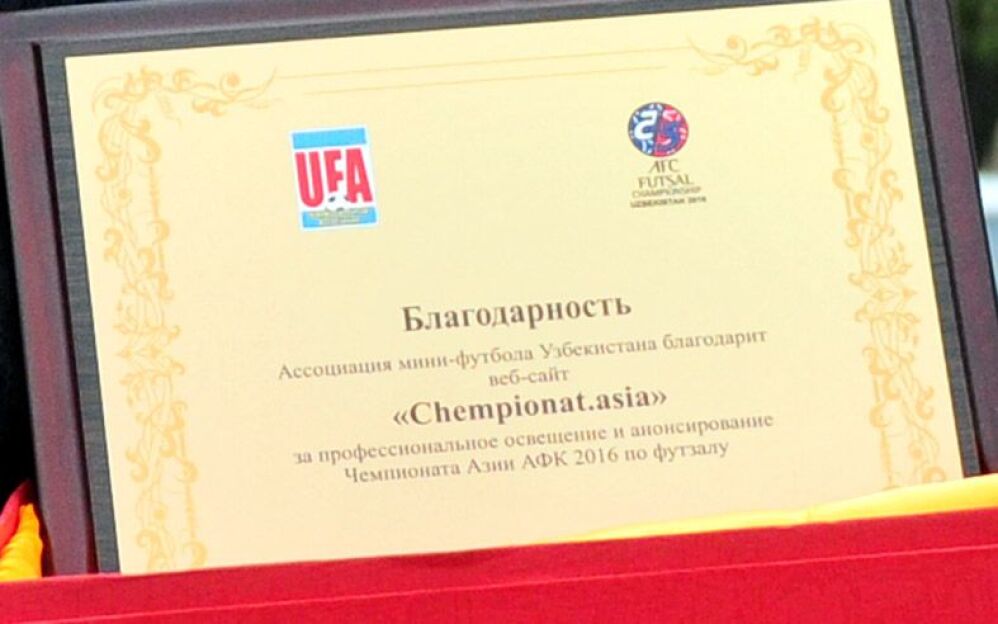 UFA
AFC
FUTSAL
CHAMPIONSHIP
UZBEKISTAN 2016
Благодарность
Ассоциация мини-футбола Узбекистана благодарит
веб-сайт
«Chempionat.asia»
за профессиональное освещение и анонсирование
Чемпионата Азии АФК 2016 по футзалу